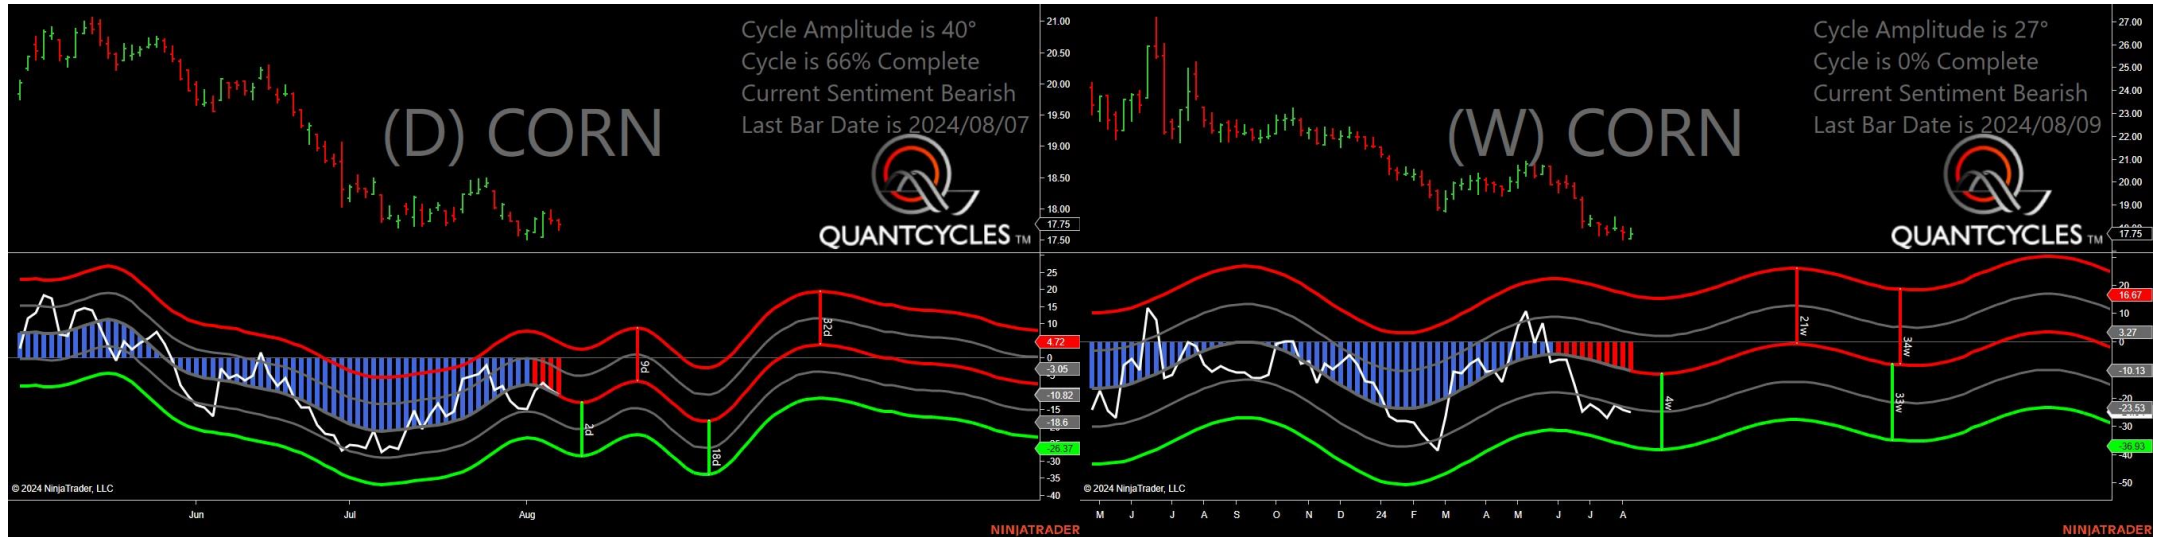 Cycle Amplitude is 40°
Cycle is 66% Complete
Current Sentiment Bearish
Last Bar Date is 2024/08/07
(D) CORN
QUANTCYCLES TM
21.00
20.50
20.00
19.50
19.00
18.50
18.00
17.75
17.50
25
20
15
10
4.72
0
-3.05
-10.82
-15
-18.6
-26.37
-30
-35
-40
9d
32d
2d
18d
© 2024 NinjaTrader, LLC
Jun Jul Aug
NINJATRADER
Cycle Amplitude is 27°
Cycle is 0% Complete
Current Sentiment Bearish
Last Bar Date is 2024/08/09
(W) CORN
QUANTCYCLES TM
27.00
26.00
25.00
24.00
23.00
22.00
21.00
20.00
19.00
17.75
20
16.67
3.27
0
-10.13
-20
-23.53
-30
-36.93
-40
-50
21w
34w
4w
33w
© 2024 NinjaTrader, LLC
M J J A S O N D 24 F M A M J J A
NINJATRADER